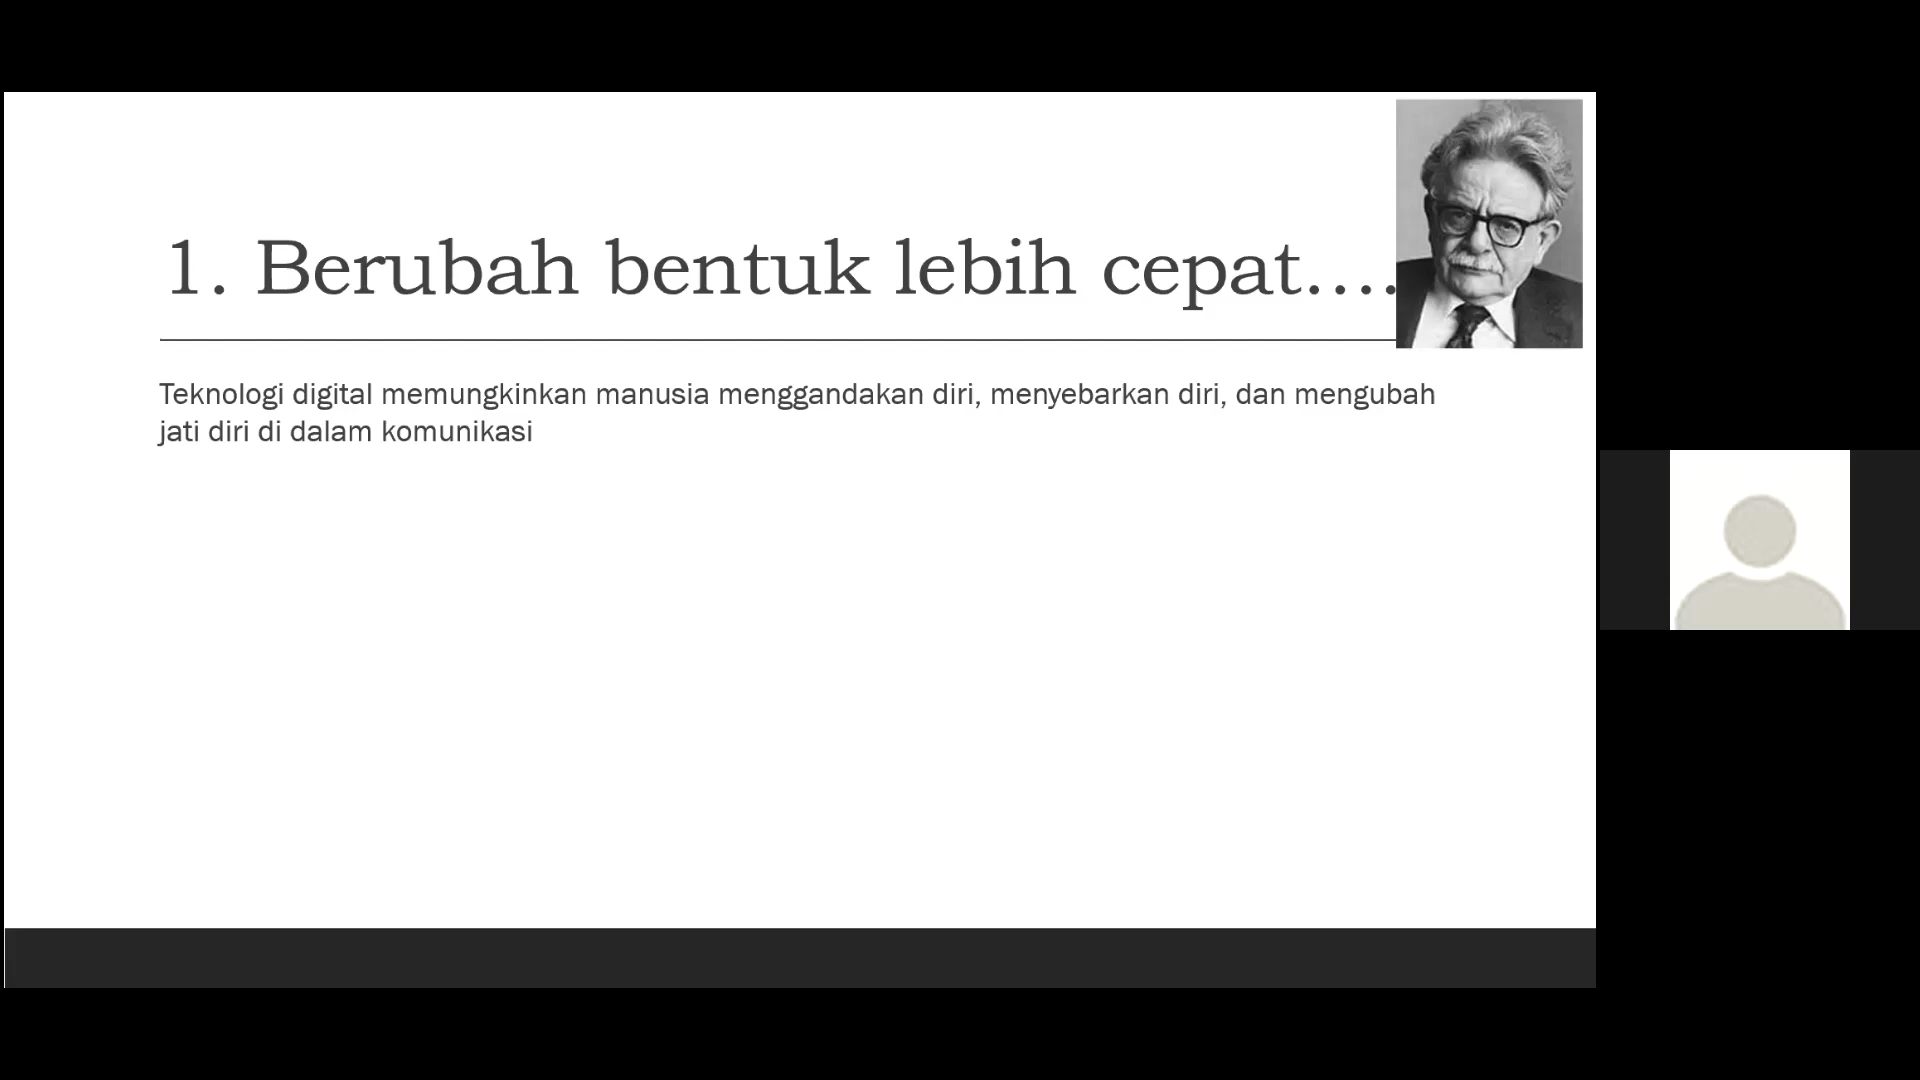 1. Berubah bentuk lebih cepat....
Teknologi digital memungkinkan manusia menggandakan diri, menyebarkan diri, dan mengubah
jati diri di dalam komunikasi